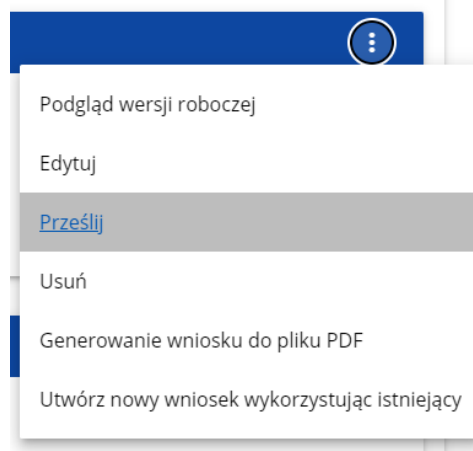 Podgląd wersji roboczej
Edytuj
Prześlij
Usuń
Generowanie wniosku do pliku PDF
Utwórz nowy wniosek wykorzystując istniejący